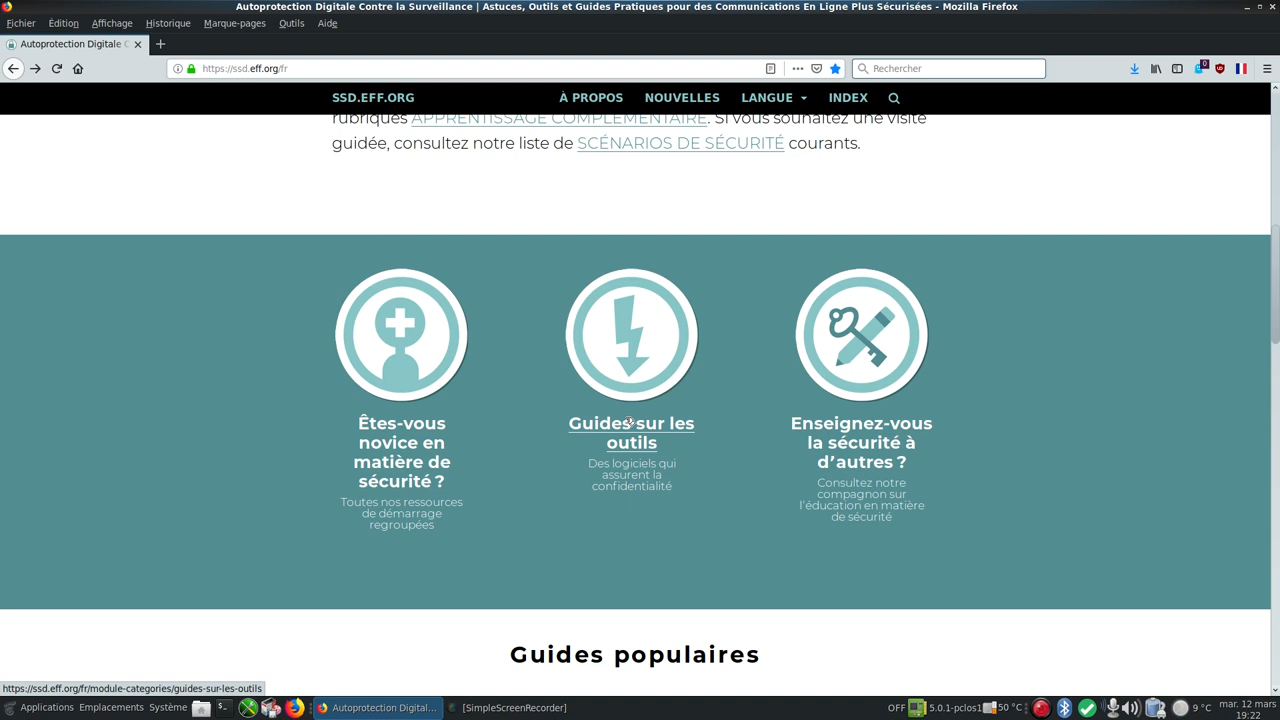 Autoprotection Digitale Contre la Surveillance | Astuces, Outils et Guides Pratiques pour des Communications En Ligne Plus Sécurisées - Mozilla Firefox
Fichier Édition Affichage Historique Marque-pages Outils Aide
Autoprotection Digitale C
https://ssd.eff.org/fr
Rechercher
0
SSD.EFF.ORG À PROPOS NOUVELLES LANGUE INDEX
rubriques APPRENTISSAGE COMPLÉMENTAIRE. Si vous souhaitez une visite
guidée, consultez notre liste de SCÉNARIOS DE SÉCURITÉ courants.
Êtes-vous
novice en
matière de
sécurité ?
Toutes nos ressources
de démarrage
regroupées
Guides sur les
outils
Des logiciels qui
assurent la
confidentialité
Enseignez-vous
la sécurité à
d’autres ?
Consultez notre
compagnon sur
l'éducation en matière
de sécurité
Guides populaires
https://ssd.eff.org/fr/module-categories/guides-sur-les-outils
Applications Emplacements Système Autoprotection Digital... [SimpleScreenRecorder] OFF 5.0.1-pclos1 50 °C 9 °C mar. 12 mars
19:22